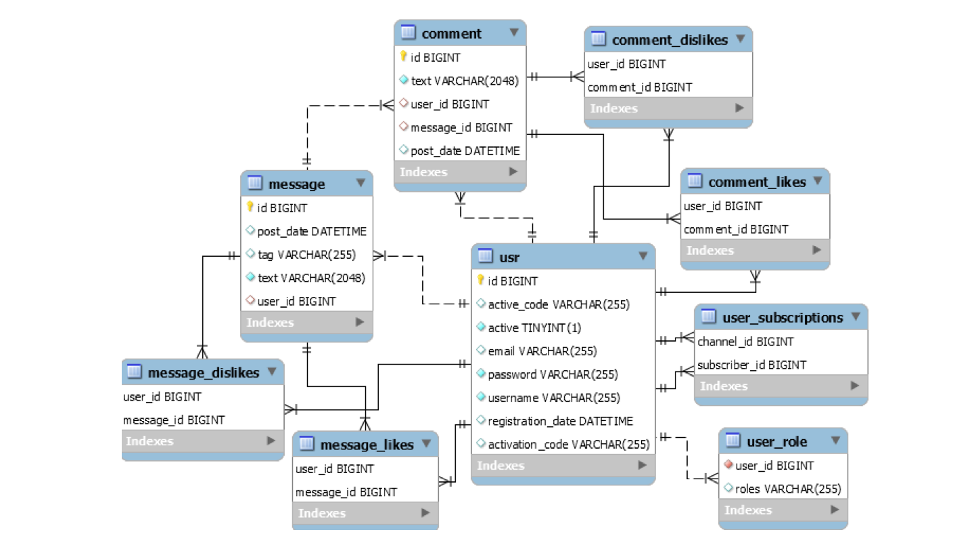 comment
id BIGINT
text VARCHAR(2048)
user_id BIGINT
message_id BIGINT
post_date DATETIME
Indexes
comment_dislikes
user_id BIGINT
comment_id BIGINT
Indexes
message
id BIGINT
post_date DATETIME
tag VARCHAR(255)
text VARCHAR(2048)
user_id BIGINT
Indexes
comment_likes
user_id BIGINT
comment_id BIGINT
Indexes
usr
id BIGINT
active_code VARCHAR(255)
active TINYINT(1)
email VARCHAR(255)
password VARCHAR(255)
username VARCHAR(255)
registration_date DATETIME
activation_code VARCHAR(255)
Indexes
user_subscriptions
channel_id BIGINT
subscriber_id BIGINT
Indexes
message_dislikes
user_id BIGINT
message_id BIGINT
Indexes
message_likes
user_id BIGINT
message_id BIGINT
Indexes
user_role
user_id BIGINT
roles VARCHAR(255)
Indexes